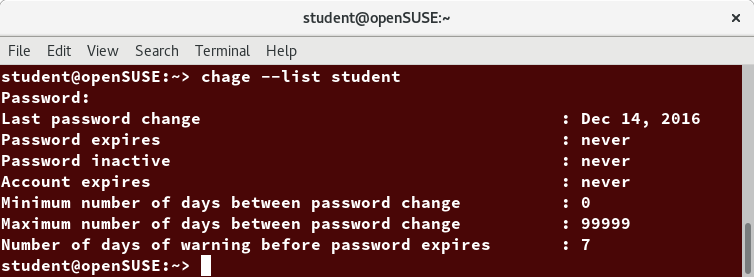 student@openSUSE:~
File Edit View Search Terminal Help
student@openSUSE:~> chage --list student
Password:
Last password change : Dec 14, 2016
Password expires : never
Password inactive : never
Account expires : never
Minimum number of days between password change : 0
Maximum number of days between password change : 99999
Number of days of warning before password expires : 7
student@openSUSE:~>